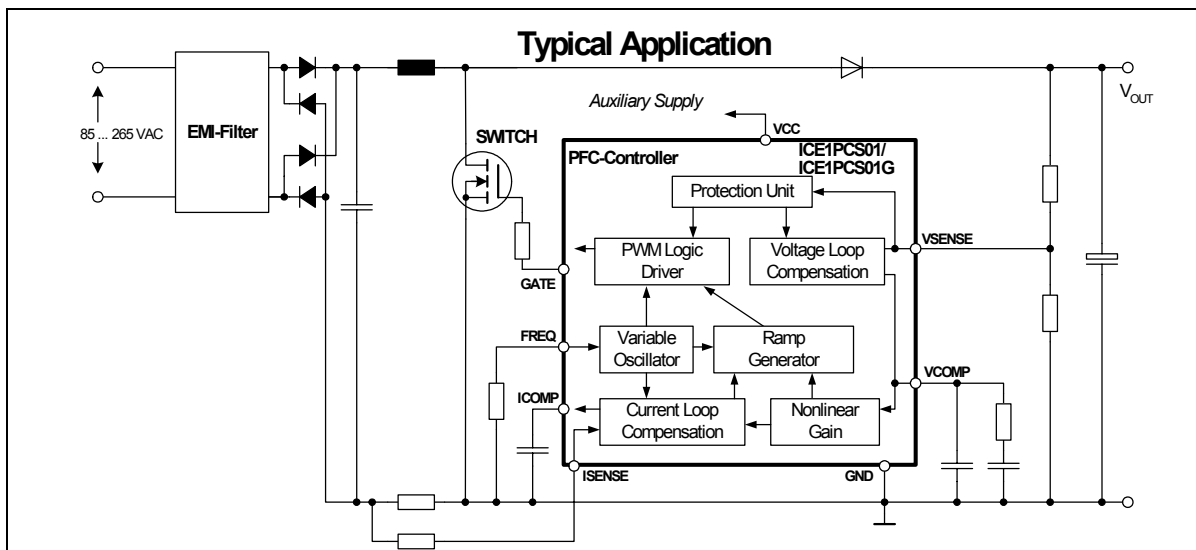 Typical Application
Auxiliary Supply
VOUT
85 ... 265 VAC
EMI-Filter
SWITCH
VCC
PFC-Controller
ICE1PCS01/
ICE1PCS01G
Protection Unit
PWM Logic
Driver
Voltage Loop
Compensation
VSENSE
GATE
FREQ
Variable
Oscillator
Ramp
Generator
VCOMP
ICOMP
Current Loop
Compensation
Nonlinear
Gain
ISENSE
GND